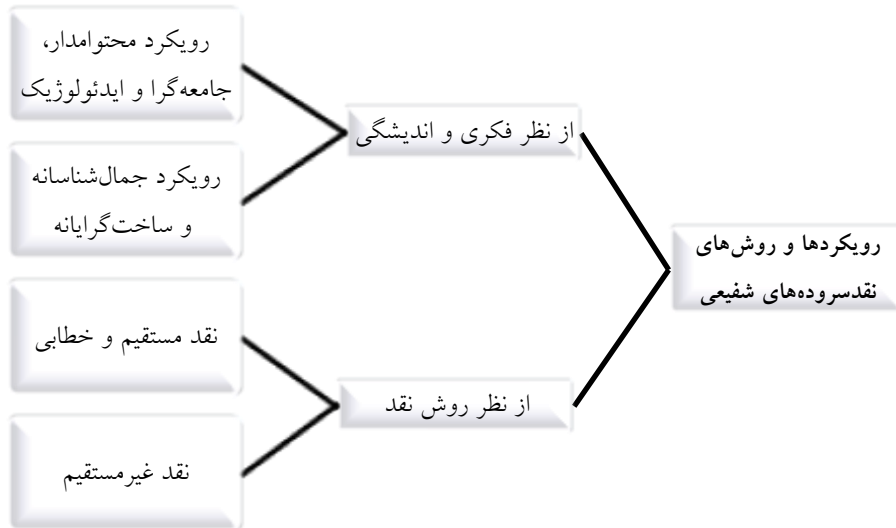 رویکردها و روش‌های
نقدسروده‌های شفیعی
از نظر فکری و اندیشگی
رویکرد محتوامدار،
جامعه‌گرا و ایدئولوژیک
رویکرد جمال‌شناسانه
و ساخت‌گرایانه
از نظر روش نقد
نقد مستقیم و خطابی
نقد غیرمستقیم